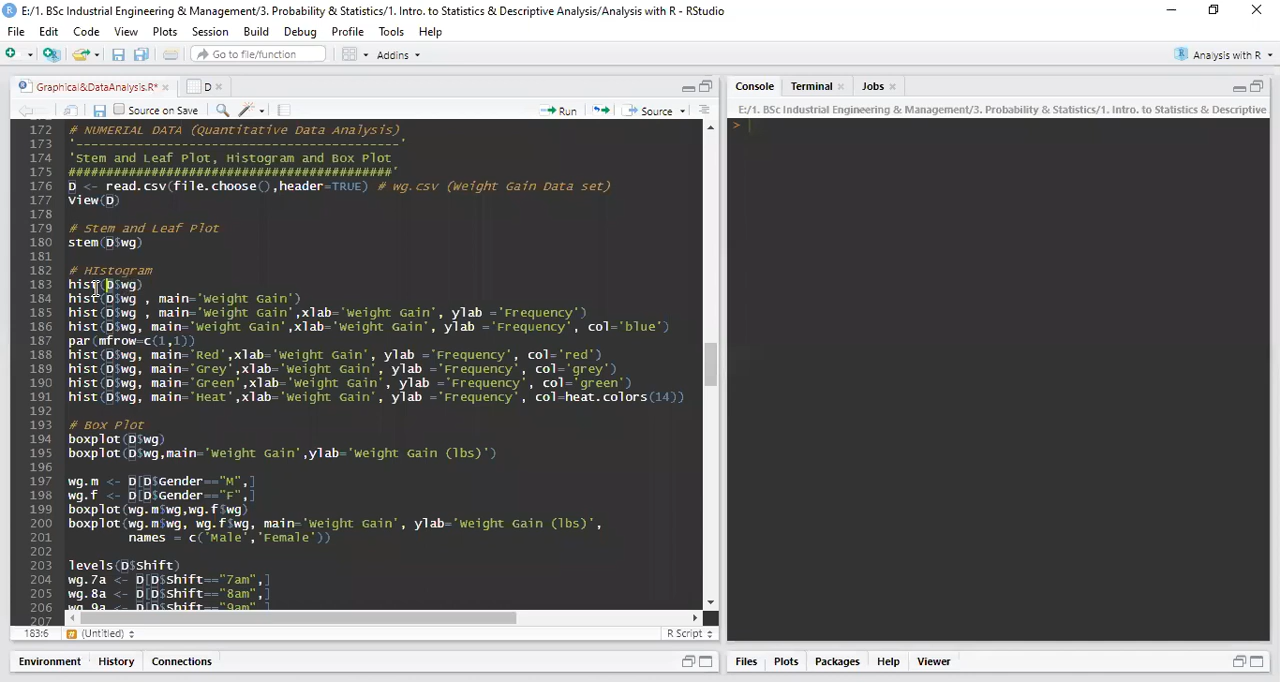 E:/1. BSc Industrial Engineering & Management/3. Probability & Statistics/1. Intro. to Statistics & Descriptive Analysis/Analysis with R - RStudio
File Edit Code View Plots Session Build Debug Profile Tools Help
Go to file/function Addins Analysis with R
Graphical&DataAnalysis.R* D
Source on Save Run Source
172 # NUMERIAL DATA (Quantitative Data Analysis)
173 '------------------------------------------'
174 'Stem and Leaf Plot, Histogram and Box Plot
175 ##########################################'
176 D <- read.csv(file.choose(),header=TRUE) # wg.csv (Weight Gain Data set)
177 View(D)
178
179 # Stem and Leaf Plot
180 stem(D$wg)
181
182 # HIstogram
183 hist(D$wg)
184 hist(D$wg , main='Weight Gain')
185 hist(D$wg , main='Weight Gain',xlab='Weight Gain', ylab ='Frequency')
186 hist(D$wg, main='Weight Gain',xlab='Weight Gain', ylab ='Frequency', col='blue')
187 par(mfrow=c(1,1))
188 hist(D$wg, main='Red',xlab='Weight Gain', ylab ='Frequency', col='red')
189 hist(D$wg, main='Grey',xlab='Weight Gain', ylab ='Frequency', col='grey')
190 hist(D$wg, main='Green',xlab='Weight Gain', ylab ='Frequency', col='green')
191 hist(D$wg, main='Heat',xlab='Weight Gain', ylab ='Frequency', col=heat.colors(14))
192
193 # Box Plot
194 boxplot(D$wg)
195 boxplot(D$wg,main='Weight Gain',ylab='Weight Gain (lbs)')
196
197 wg.m <- D[D$Gender=="M",]
198 wg.f <- D[D$Gender=="F",]
199 boxplot(wg.m$wg,wg.f$wg)
200 boxplot(wg.m$wg, wg.f$wg, main='Weight Gain', ylab='Weight Gain (lbs)',
201 names = c('Male','Female'))
202
203 levels(D$Shift)
204 wg.7a <- D[D$Shift=="7am",]
205 wg.8a <- D[D$Shift=="8am",]
206 wg.9a <- D[D$Shift=="9am",]
207
183:6 (Untitled) R Script
Environment History Connections
Console Terminal Jobs
E:/1. BSc Industrial Engineering & Management/3. Probability & Statistics/1. Intro. to Statistics & Descriptive
>
Files Plots Packages Help Viewer